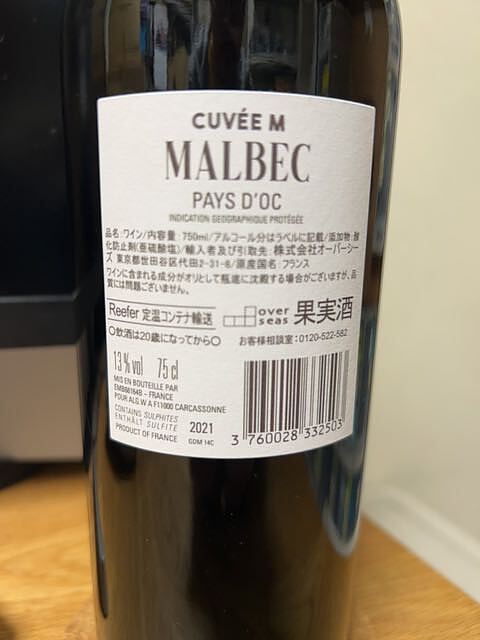 CUVÉE M
MALBEC
PAYS D'OC
INDICATION GEOGRAPHIQUE PROTÉGÉE
品名:ワイン/内容量:750ml/アルコール分はラベルに記載/添加物:酸
化防止剤(亜硫酸塩)/輸入者及び引取先:株式会社オーバーシー
ズ 東京都世田谷区代田2-31-8/原産国名:フランス
ワインに含まれる成分がオリとして瓶底に沈殿する場合がございますが、品
質には問題ございません。
Reefer 定温コンテナ輸送
over seas 果実酒
○飲酒は20歳になってから○
お客様相談室:0120-522-582
13% vol 75 cl
MIS EN BOUTEILLE PAR
EMB66164B - FRANCE
POUR ALG.W A F11000 CARCASSONNE
CONTAINS SULPHITES
ENTHÄLT SULFITE
PRODUCT OF FRANCE
2021
GDM 14C
3 760028 332503